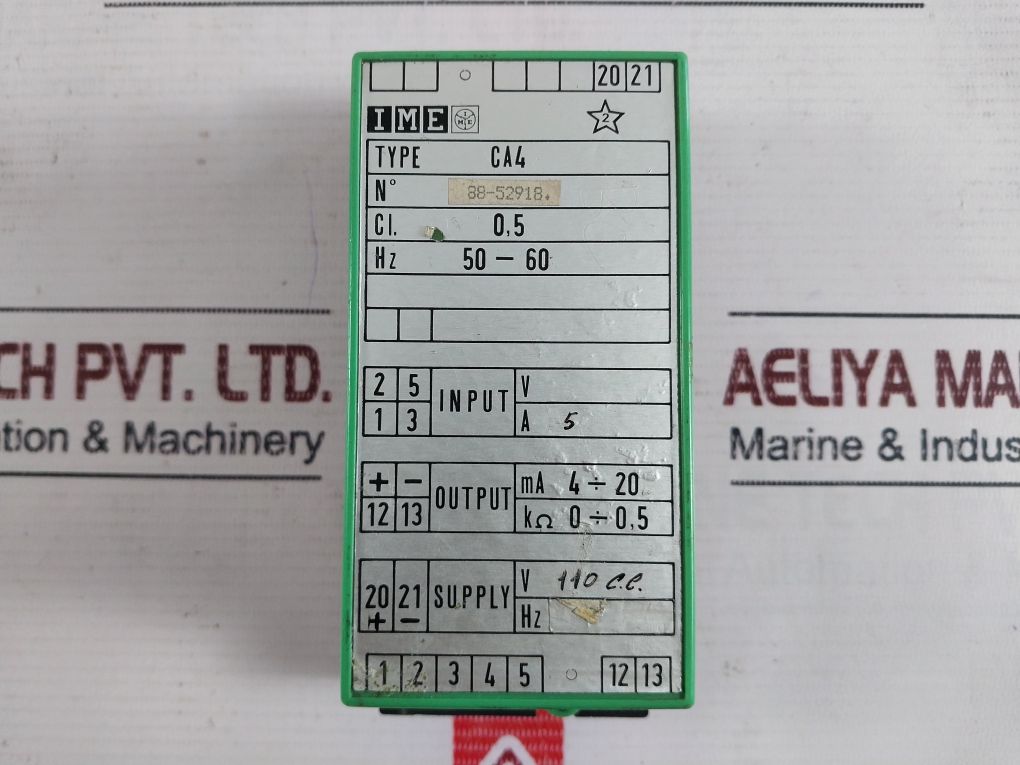 20 21
IME IME
2
TYPE CA4
N° 88-52918.
Cl. 0,5
Hz 50 – 60
2 5 INPUT V
1 3 A 5
+ – OUTPUT mA 4 ÷ 20
12 13 kΩ 0 ÷ 0,5
20 21 SUPPLY V 110 c.c.
+ – Hz
1 2 3 4 5 12 13
CH PVT. LTD.
tion & Machinery
AELIYA MA
Marine & Indus